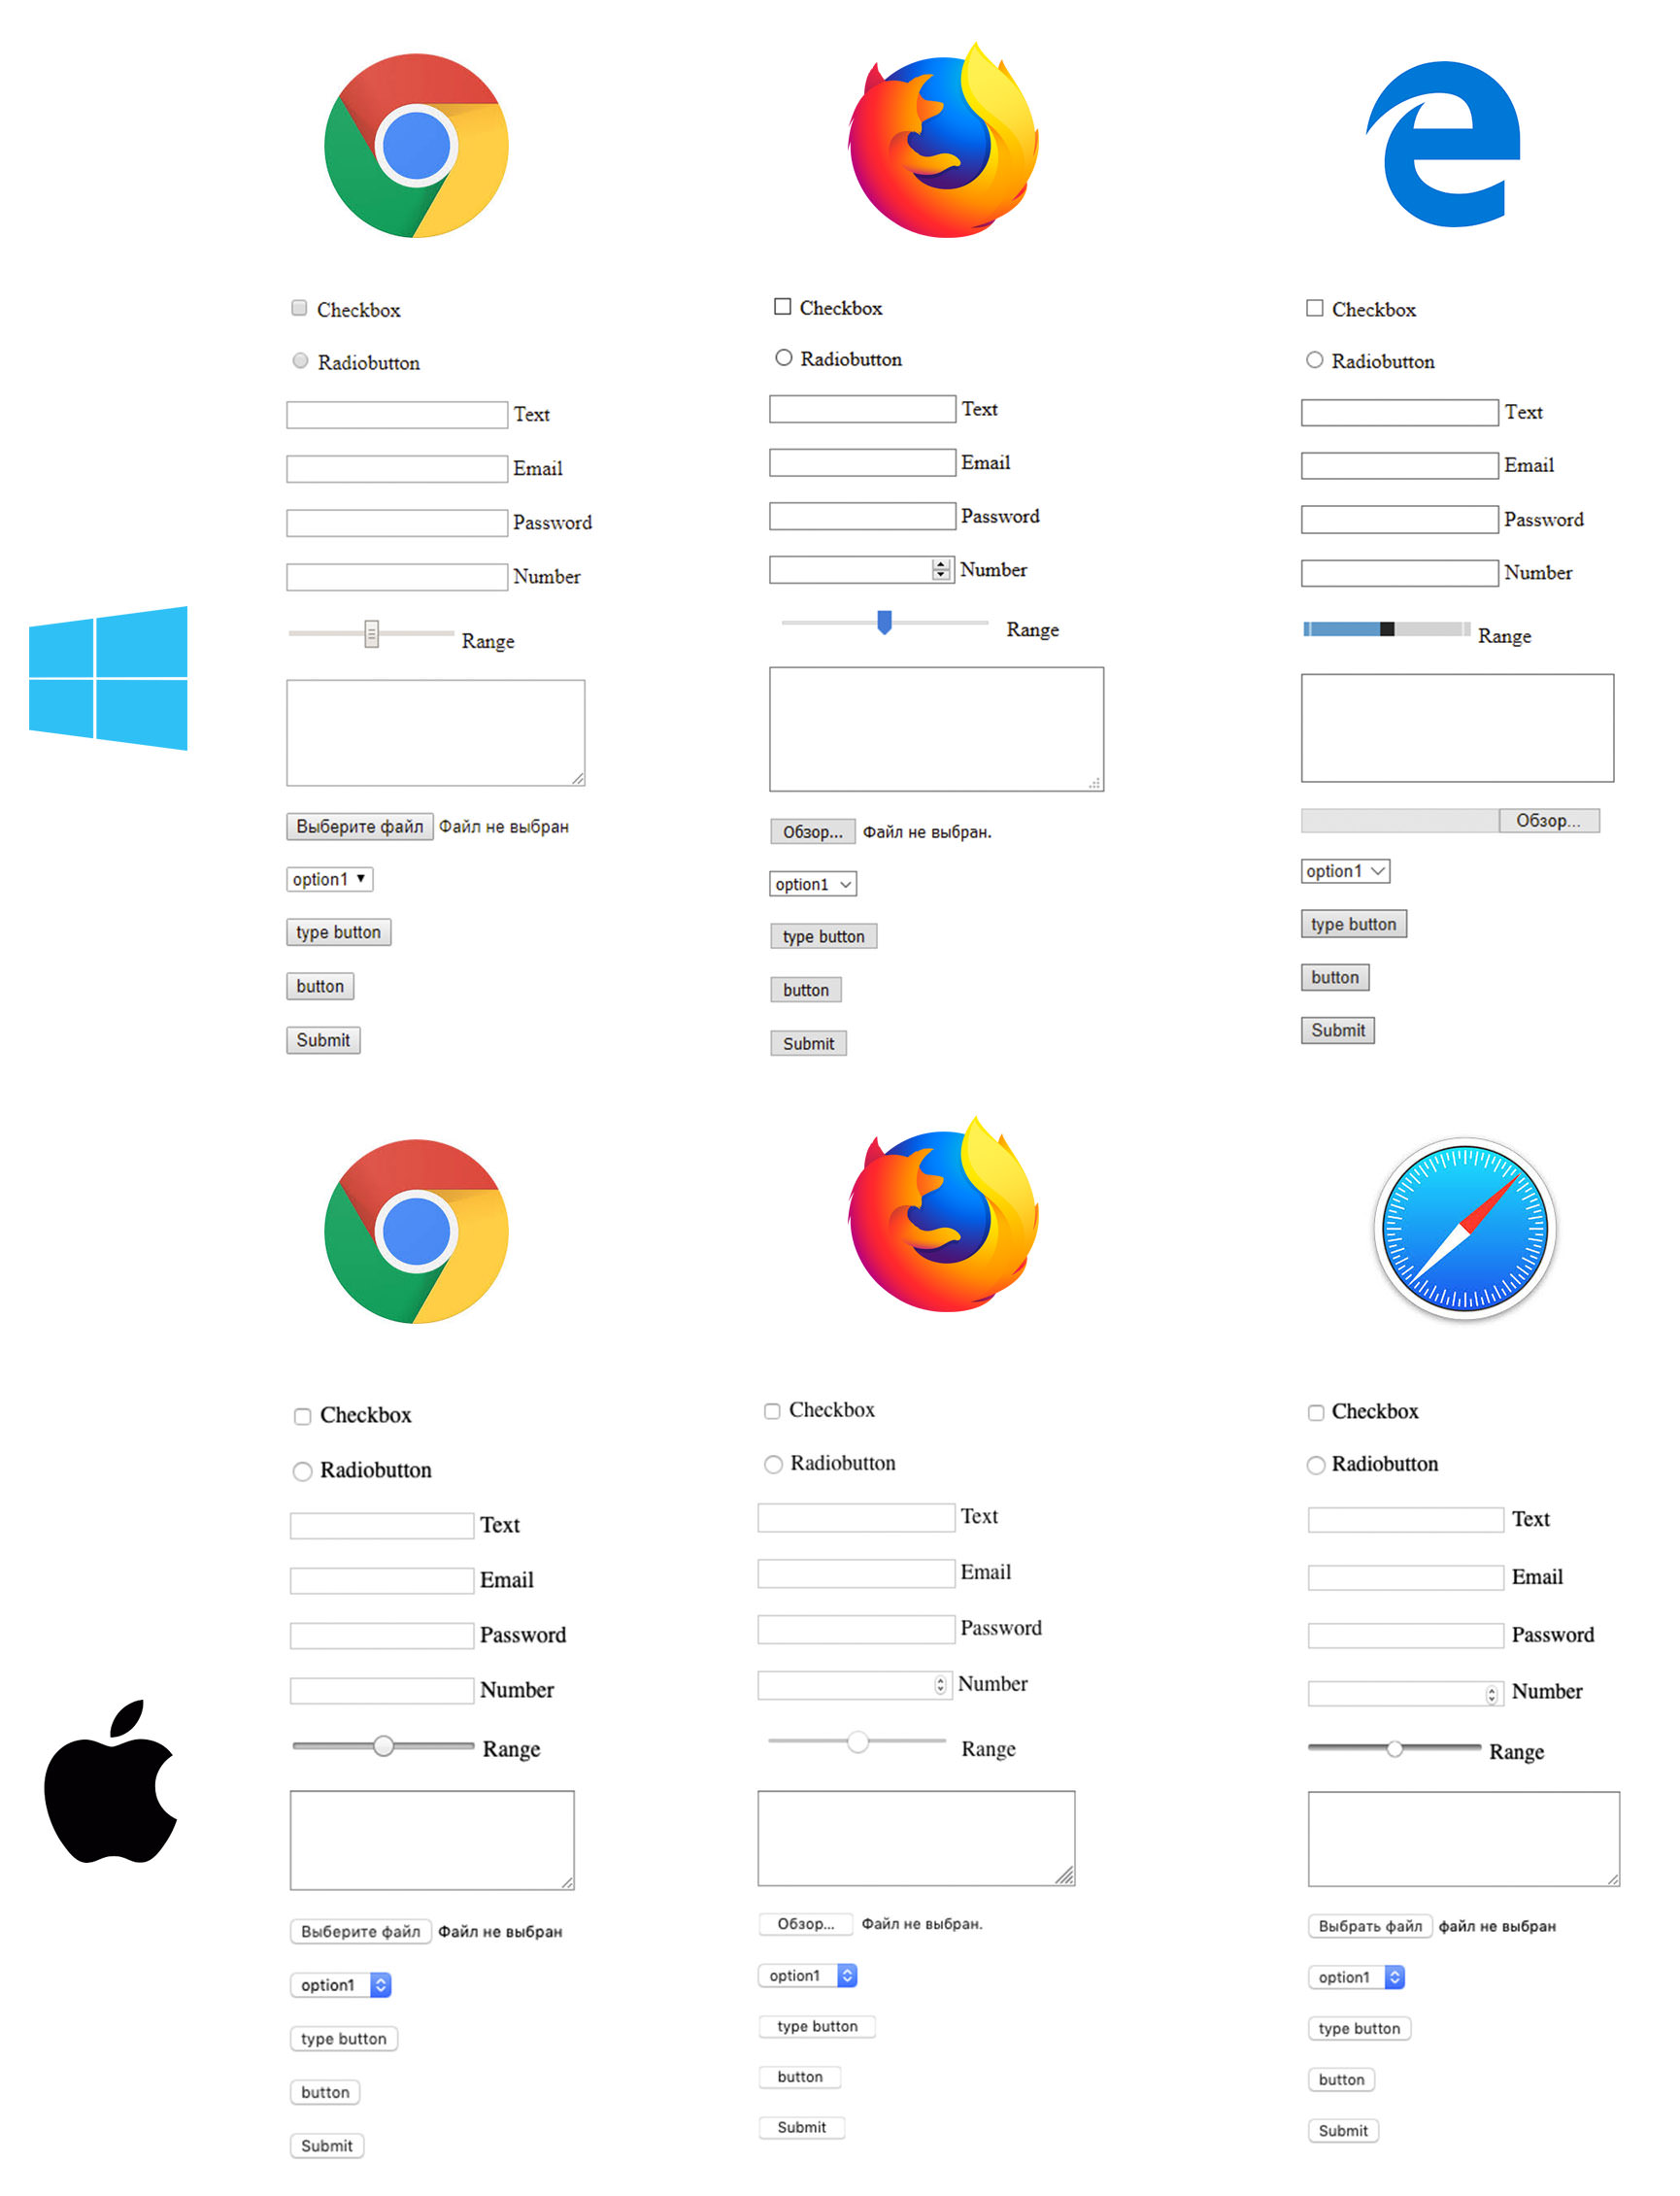 Checkbox
Radiobutton
Text
Email
Password
Number
Range
Выберите файл Файл не выбран
option1
type button
button
Submit
Checkbox
Radiobutton
Text
Email
Password
Number
Range
Обзор... Файл не выбран.
option1
type button
button
Submit
Checkbox
Radiobutton
Text
Email
Password
Number
Range
Обзор...
option1
type button
button
Submit
Checkbox
Radiobutton
Text
Email
Password
Number
Range
Выберите файл Файл не выбран
option1
type button
button
Submit
Checkbox
Radiobutton
Text
Email
Password
Number
Range
Обзор... Файл не выбран.
option1
type button
button
Submit
Checkbox
Radiobutton
Text
Email
Password
Number
Range
Выбрать файл файл не выбран
option1
type button
button
Submit